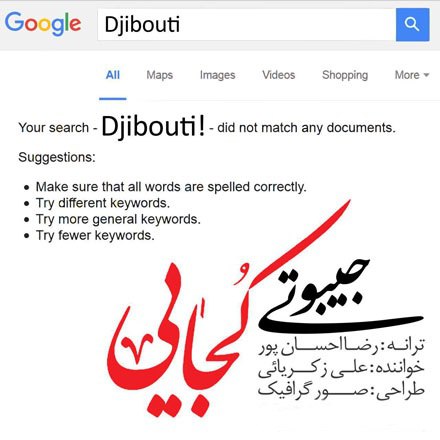 Google Djibouti
All Maps Images Videos Shopping More
Your search - Djibouti! - did not match any documents.
Suggestions:
Make sure that all words are spelled correctly.
Try different keywords.
Try more general keywords.
Try fewer keywords.
جیبوتی
کجایی
ترانه:رضا احسان پور
خواننده:علی زکریائی
طراحی:صور گرافیک